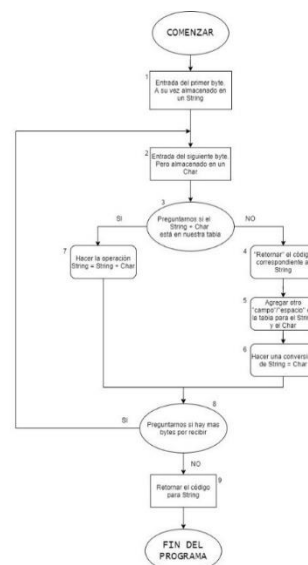 COMENZAR
1
Entrada del primer byte.
A su vez almacenado en
un String
2
Entrada del siguiente byte.
Pero almacenado en un
Char
3
Preguntamos si el
String + Char
está en nuestra tabla
SI
NO
7
Hacer la operación
String = String + Char
4
"Retornar" el código
correspondiente a
String
5
Agregar otro
"campo"/"espacio"
la tabla para el String
y el Char
6
Hacer una conversión
de String = Char
8
Preguntamos si hay mas
bytes por recibir
SI
NO
9
Retornar el código
para String
FIN DEL
PROGRAMA